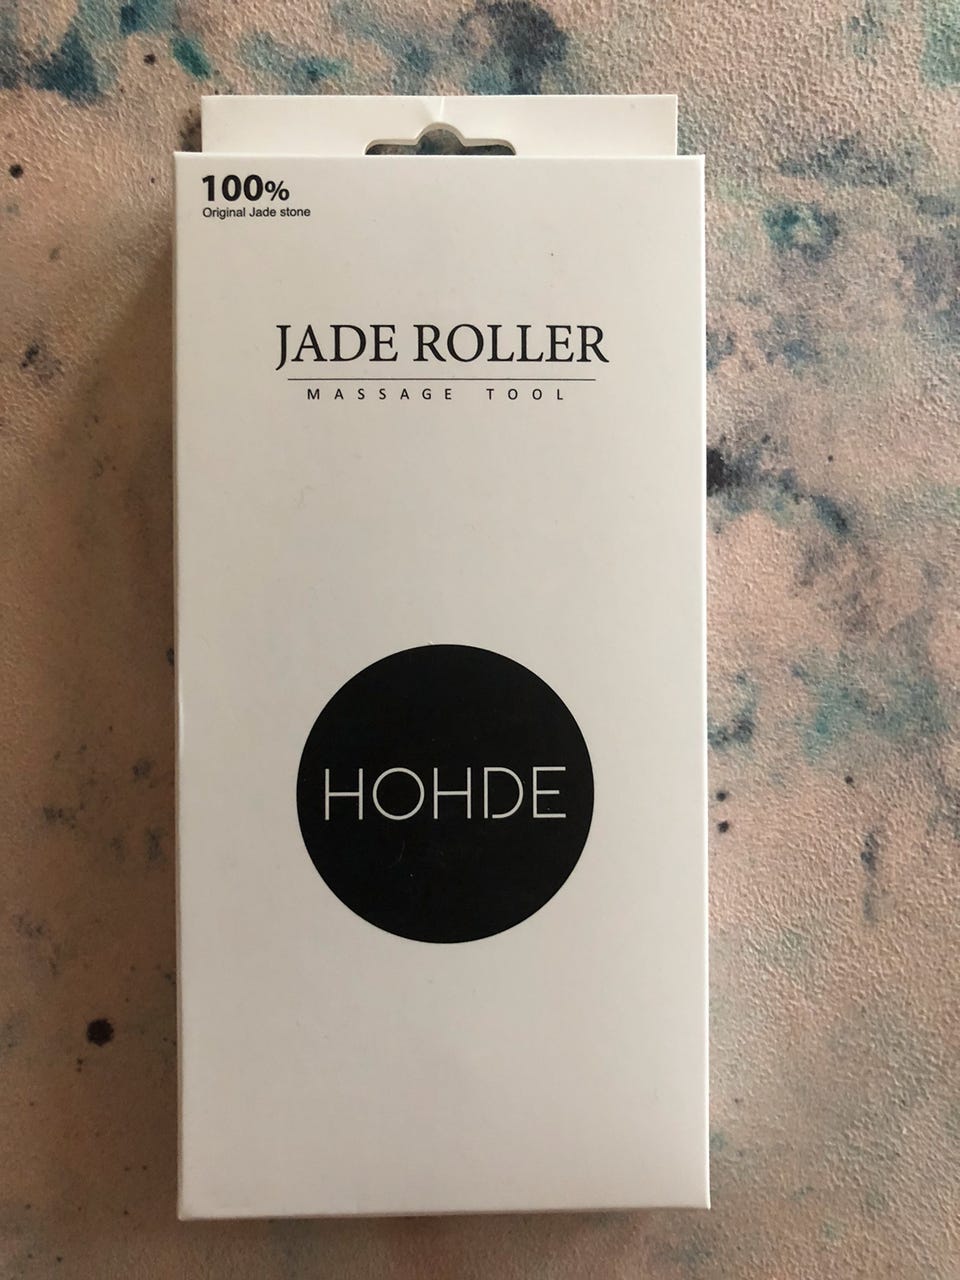 100%
Original Jade stone
JADE ROLLER
MASSAGE TOOL
HOHDE